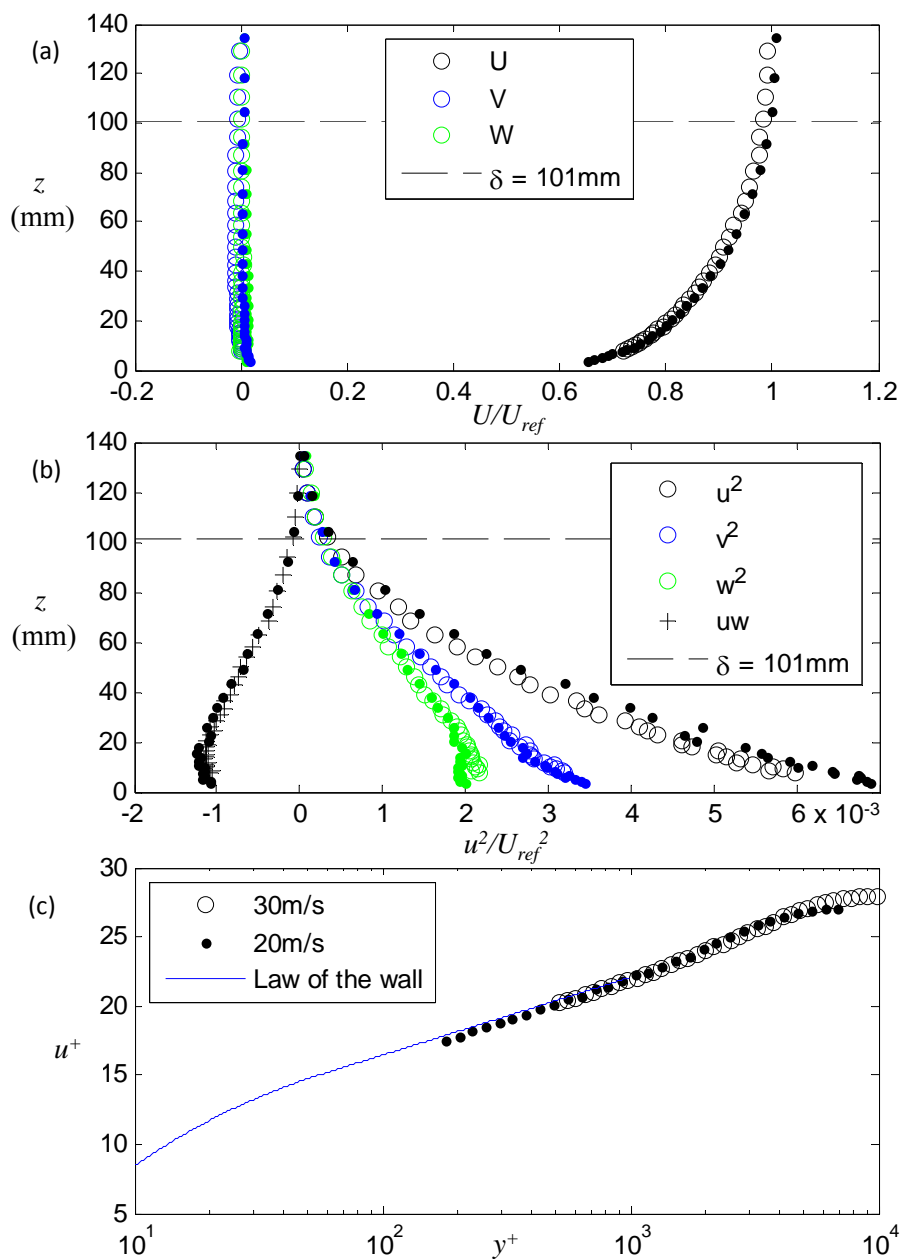 (a)
140
120
100
80
60
40
20
0
z
(mm)
U
V
W
δ = 101mm
-0.2 0 0.2 0.4 0.6 0.8 1 1.2
U/U_ref
(b)
140
120
100
80
60
40
20
0
z
(mm)
u²
v²
w²
uw
δ = 101mm
-2 -1 0 1 2 3 4 5 6 x 10⁻³
u²/U_ref²
(c)
30
25
20
15
10
5
u⁺
30m/s
20m/s
Law of the wall
10¹ 10² 10³ 10⁴
y⁺